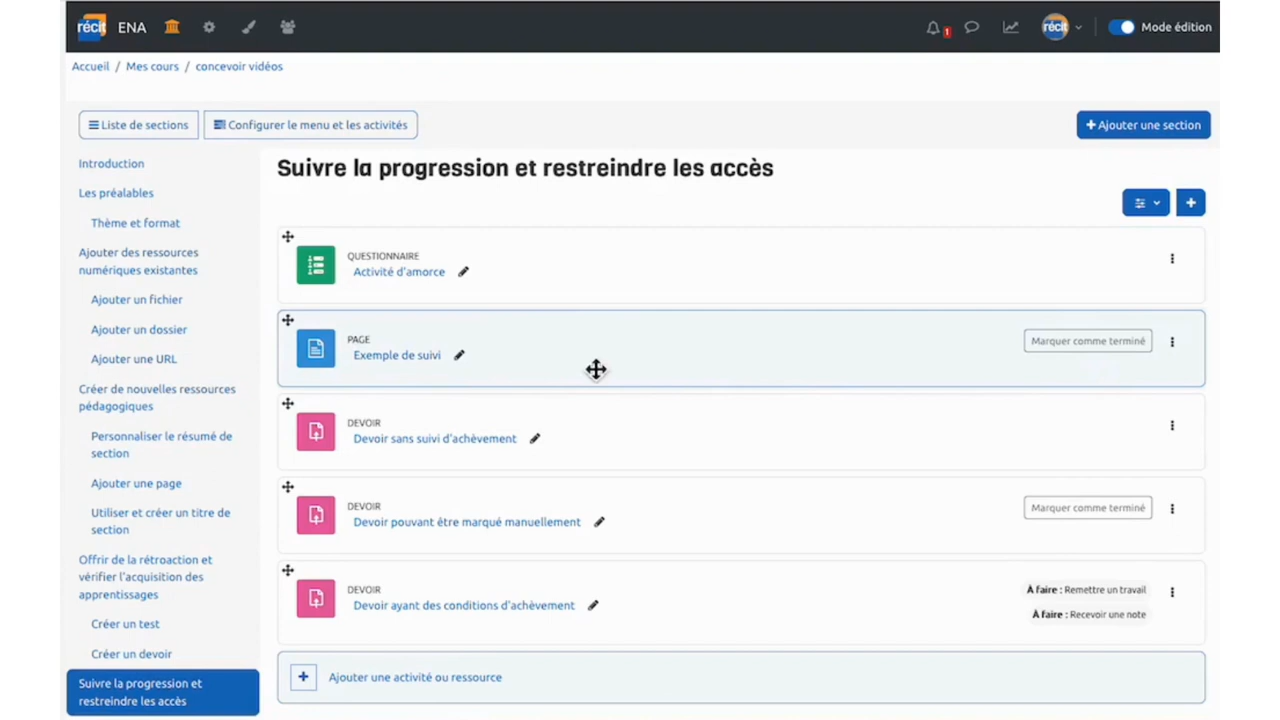 récit ENA 1 récit Mode édition
Accueil / Mes cours / concevoir vidéos
Liste de sections Configurer le menu et les activités + Ajouter une section
Introduction
Les préalables
Thème et format
Ajouter des ressources
numériques existantes
Ajouter un fichier
Ajouter un dossier
Ajouter une URL
Créer de nouvelles ressources
pédagogiques
Personnaliser le résumé de
section
Ajouter une page
Utiliser et créer un titre de
section
Offrir de la rétroaction et
vérifier l'acquisition des
apprentissages
Créer un test
Créer un devoir
Suivre la progression et
restreindre les accès
Suivre la progression et restreindre les accès
+
QUESTIONNAIRE
Activité d'amorce
PAGE
Exemple de suivi
Marquer comme terminé
DEVOIR
Devoir sans suivi d'achèvement
DEVOIR
Devoir pouvant être marqué manuellement
Marquer comme terminé
DEVOIR
Devoir ayant des conditions d'achèvement
À faire : Remettre un travail
À faire : Recevoir une note
+ Ajouter une activité ou ressource